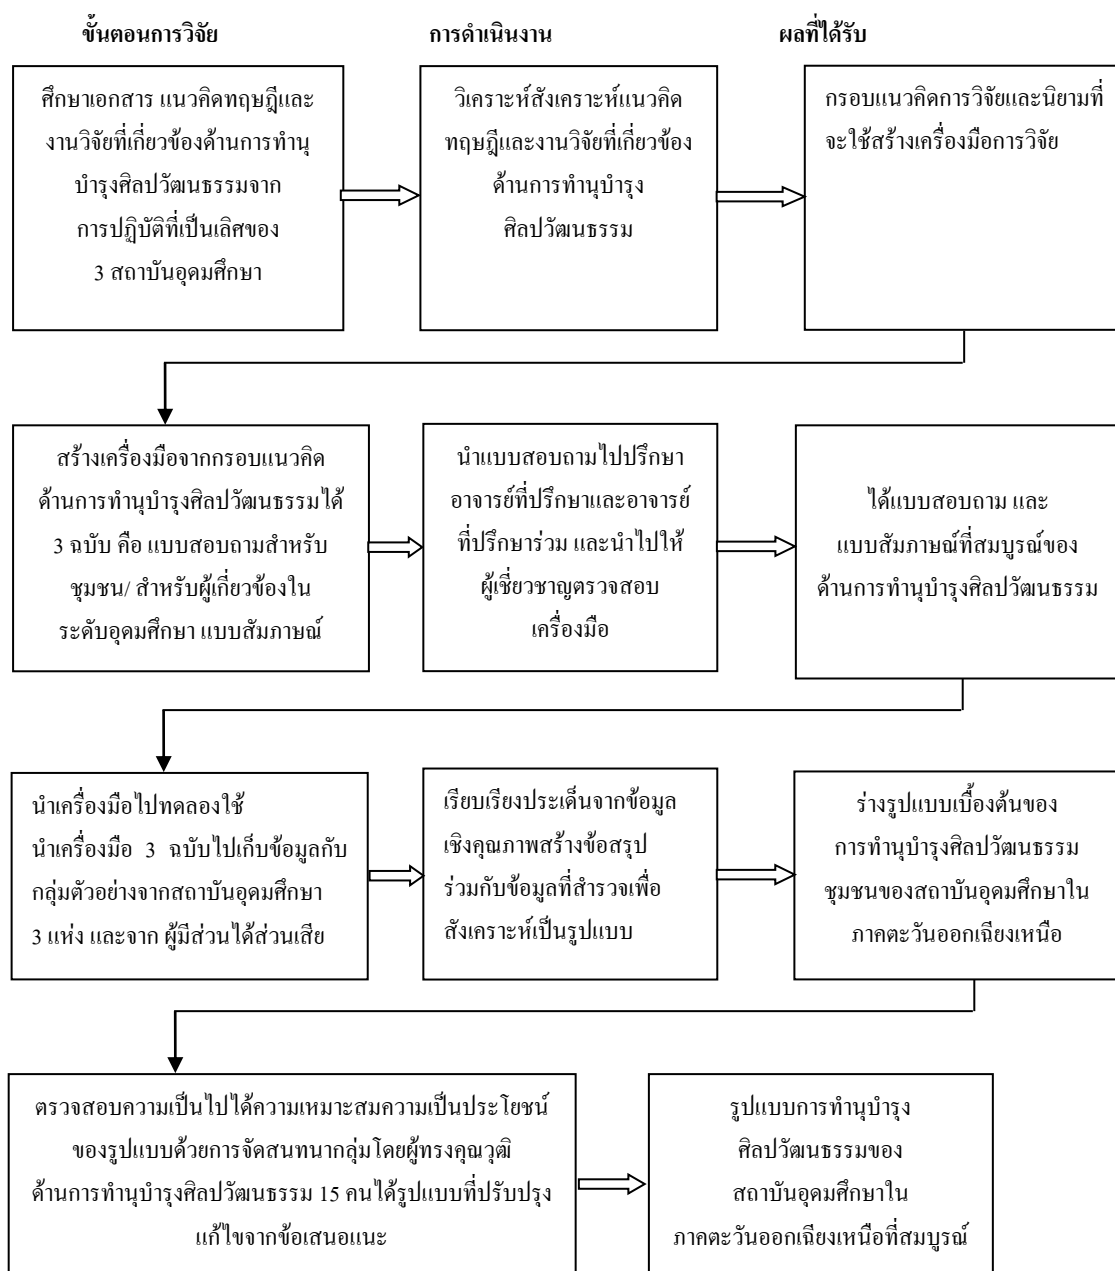 ขั้นตอนการวิจัย
การดำเนินงาน
ผลที่ได้รับ
ศึกษาเอกสาร แนวคิดทฤษฎีและ
งานวิจัยที่เกี่ยวข้องด้านการทำนุ
บำรุงศิลปวัฒนธรรมจาก
การปฏิบัติที่เป็นเลิศของ
3 สถาบันอุดมศึกษา
วิเคราะห์สังเคราะห์แนวคิด
ทฤษฎีและงานวิจัยที่เกี่ยวข้อง
ด้านการทำนุบำรุง
ศิลปวัฒนธรรม
กรอบแนวคิดการวิจัยและนิยามที่
จะใช้สร้างเครื่องมือการวิจัย
สร้างเครื่องมือจากกรอบแนวคิด
ด้านการทำนุบำรุงศิลปวัฒนธรรมได้
3 ฉบับ คือ แบบสอบถามสำหรับ
ชุมชน/ สำหรับผู้เกี่ยวข้องใน
ระดับอุดมศึกษา แบบสัมภาษณ์
นำแบบสอบถามไปปรึกษา
อาจารย์ที่ปรึกษาและอาจารย์
ที่ปรึกษาร่วม และนำไปให้
ผู้เชี่ยวชาญตรวจสอบ
เครื่องมือ
ได้แบบสอบถาม และ
แบบสัมภาษณ์ที่สมบูรณ์ของ
ด้านการทำนุบำรุงศิลปวัฒนธรรม
นำเครื่องมือไปทดลองใช้
นำเครื่องมือ 3 ฉบับไปเก็บข้อมูลกับ
กลุ่มตัวอย่างจากสถาบันอุดมศึกษา
3 แห่ง และจาก ผู้มีส่วนได้ส่วนเสีย
เรียบเรียงประเด็นจากข้อมูล
เชิงคุณภาพสร้างข้อสรุป
ร่วมกับข้อมูลที่สำรวจเพื่อ
สังเคราะห์เป็นรูปแบบ
ร่างรูปแบบเบื้องต้นของ
การทำนุบำรุงศิลปวัฒนธรรม
ชุมชนของสถาบันอุดมศึกษาใน
ภาคตะวันออกเฉียงเหนือ
ตรวจสอบความเป็นไปได้ความเหมาะสมความเป็นประโยชน์
ของรูปแบบด้วยการจัดสนทนากลุ่มโดยผู้ทรงคุณวุฒิ
ด้านการทำนุบำรุงศิลปวัฒนธรรม 15 คนได้รูปแบบที่ปรับปรุง
แก้ไขจากข้อเสนอแนะ
รูปแบบการทำนุบำรุง
ศิลปวัฒนธรรมของ
สถาบันอุดมศึกษาใน
ภาคตะวันออกเฉียงเหนือที่สมบูรณ์